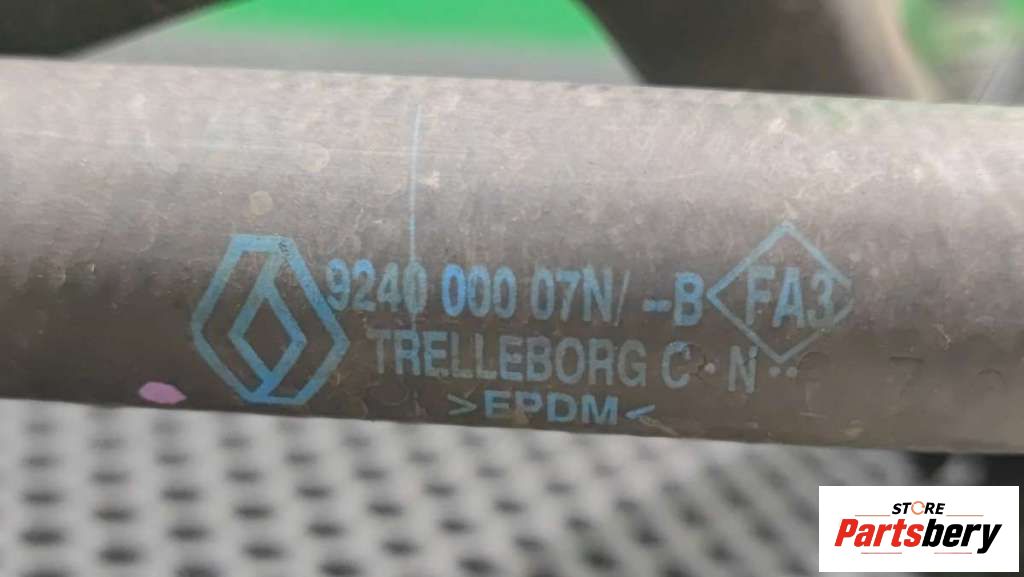 9240 000 07N/--B FA3
TRELLEBORG C · N
>EPDM<
STORE
Partsbery